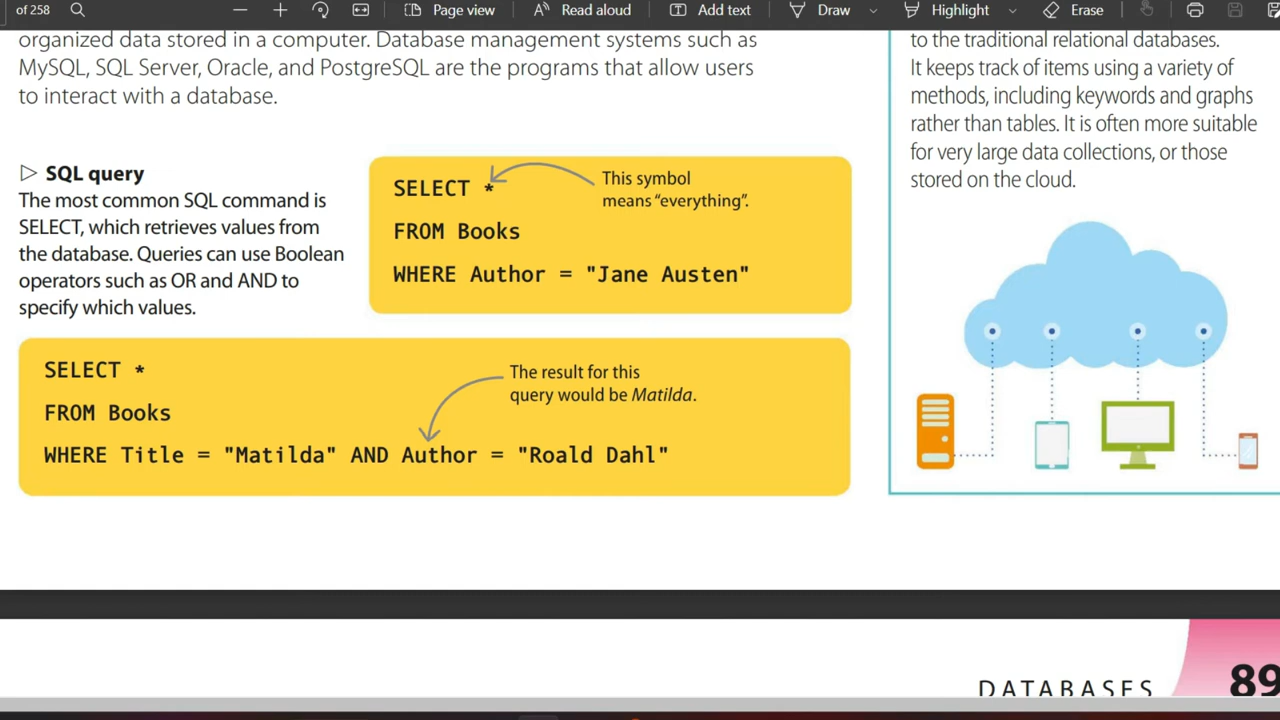 of 258
Page view
Read aloud
Add text
Draw
Highlight
Erase
organized data stored in a computer. Database management systems such as
MySQL, SQL Server, Oracle, and PostgreSQL are the programs that allow users
to interact with a database.
to the traditional relational databases.
It keeps track of items using a variety of
methods, including keywords and graphs
rather than tables. It is often more suitable
for very large data collections, or those
stored on the cloud.
SQL query
The most common SQL command is
SELECT, which retrieves values from
the database. Queries can use Boolean
operators such as OR and AND to
specify which values.
SELECT *
FROM Books
WHERE Author = "Jane Austen"
This symbol
means “everything”.
SELECT *
FROM Books
WHERE Title = "Matilda" AND Author = "Roald Dahl"
The result for this
query would be Matilda.
DATABASES
89